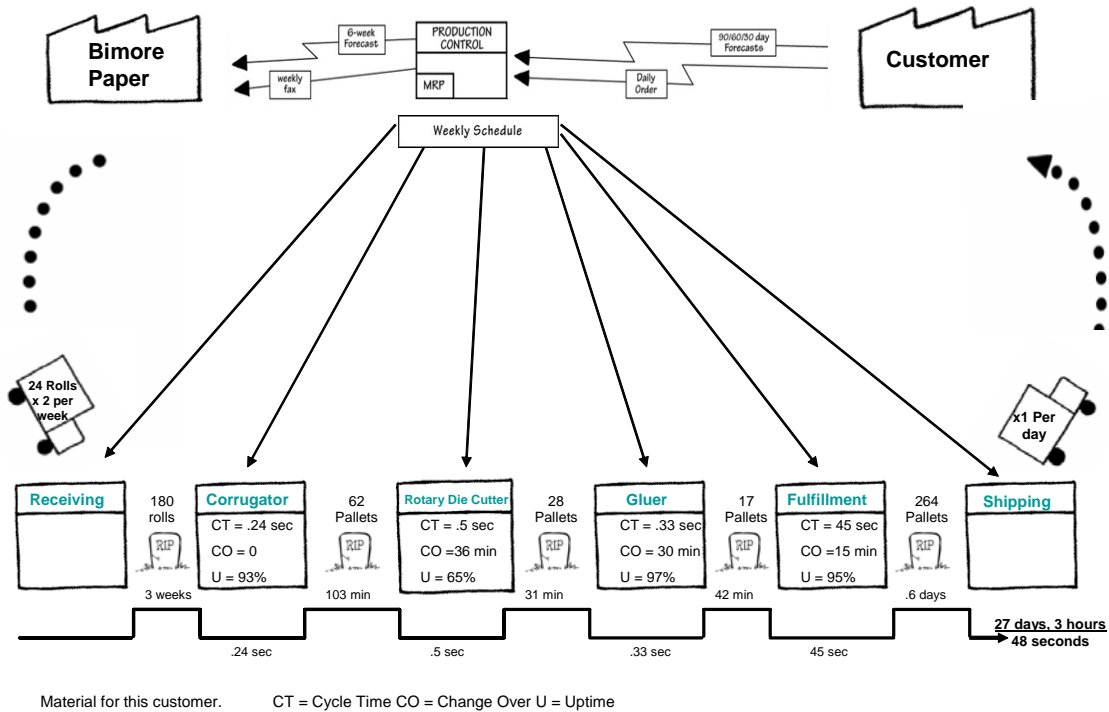 Bimore
Paper
6-week
Forecast
weekly
fax
PRODUCTION
CONTROL
MRP
90/60/30 day
Forecasts
Daily
Order
Customer
Weekly Schedule
24 Rolls
x 2 per
week
x1 Per
day
Receiving
180
rolls
RIP
3 weeks
Corrugator
CT = .24 sec
CO = 0
U = 93%
62
Pallets
RIP
103 min
Rotary Die Cutter
CT = .5 sec
CO =36 min
U = 65%
28
Pallets
RIP
31 min
Gluer
CT = .33 sec
CO = 30 min
U = 97%
17
Pallets
RIP
42 min
Fulfillment
CT = 45 sec
CO =15 min
U = 95%
264
Pallets
RIP
.6 days
Shipping
.24 sec
.5 sec
.33 sec
45 sec
27 days, 3 hours
48 seconds
Material for this customer.
CT = Cycle Time CO = Change Over U = Uptime